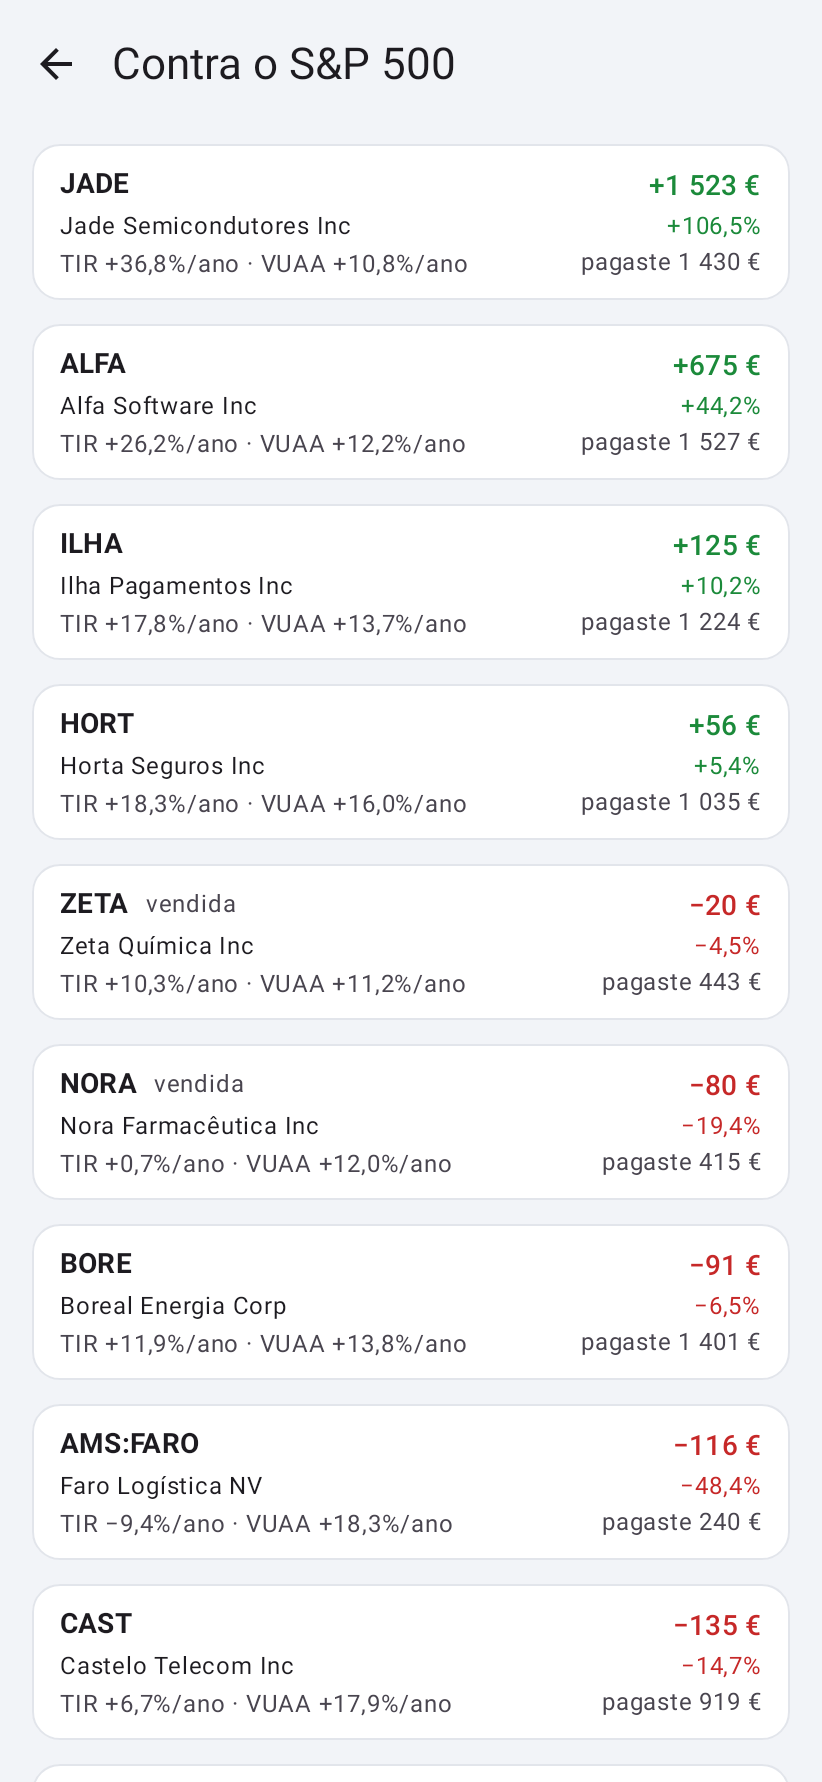 Contra o S&P 500
JADE
+1 523 €
Jade Semicondutores Inc
+106,5%
TIR +36,8%/ano · VUAA +10,8%/ano
pagaste 1 430 €
ALFA
+675 €
Alfa Software Inc
+44,2%
TIR +26,2%/ano · VUAA +12,2%/ano
pagaste 1 527 €
ILHA
+125 €
Ilha Pagamentos Inc
+10,2%
TIR +17,8%/ano · VUAA +13,7%/ano
pagaste 1 224 €
HORT
+56 €
Horta Seguros Inc
+5,4%
TIR +18,3%/ano · VUAA +16,0%/ano
pagaste 1 035 €
ZETA vendida
−20 €
Zeta Química Inc
−4,5%
TIR +10,3%/ano · VUAA +11,2%/ano
pagaste 443 €
NORA vendida
−80 €
Nora Farmacêutica Inc
−19,4%
TIR +0,7%/ano · VUAA +12,0%/ano
pagaste 415 €
BORE
−91 €
Boreal Energia Corp
−6,5%
TIR +11,9%/ano · VUAA +13,8%/ano
pagaste 1 401 €
AMS:FARO
−116 €
Faro Logística NV
−48,4%
TIR −9,4%/ano · VUAA +18,3%/ano
pagaste 240 €
CAST
−135 €
Castelo Telecom Inc
−14,7%
TIR +6,7%/ano · VUAA +17,9%/ano
pagaste 919 €